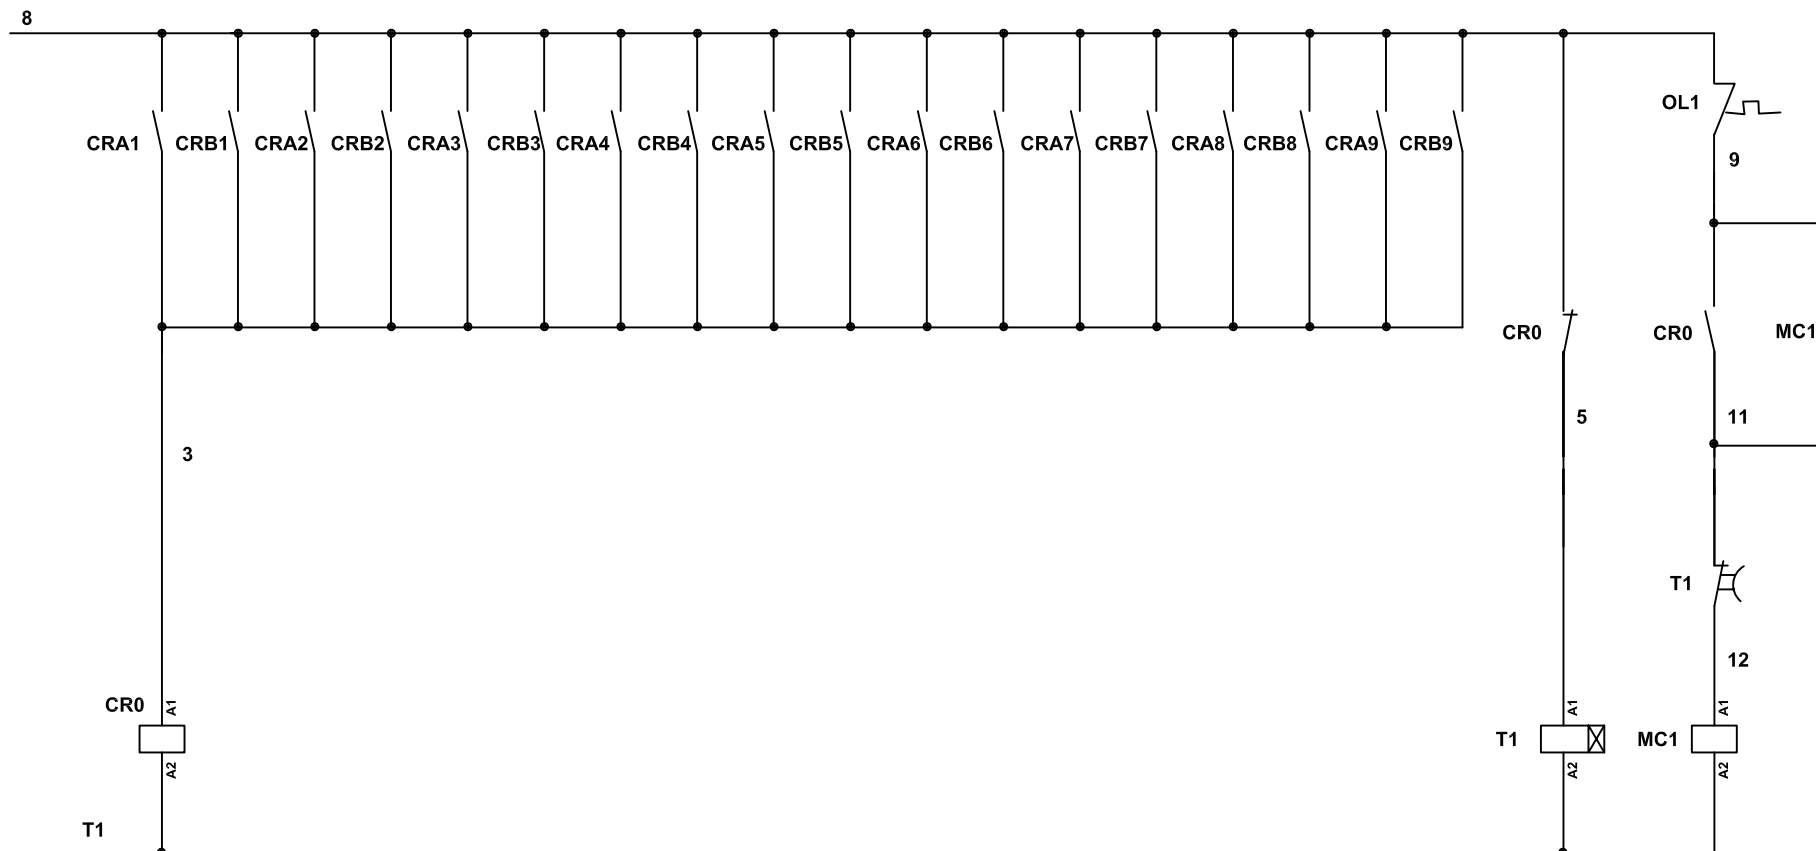 8
OL1
CRA1 CRB1 CRA2 CRB2 CRA3 CRB3 CRA4 CRB4 CRA5 CRB5 CRA6 CRB6 CRA7 CRB7 CRA8 CRB8 CRA9 CRB9
9
CR0 CR0 MC1
5 11
3
T1
12
CR0 A1 A1 A1
T1 MC1
A2 A2 A2
T1